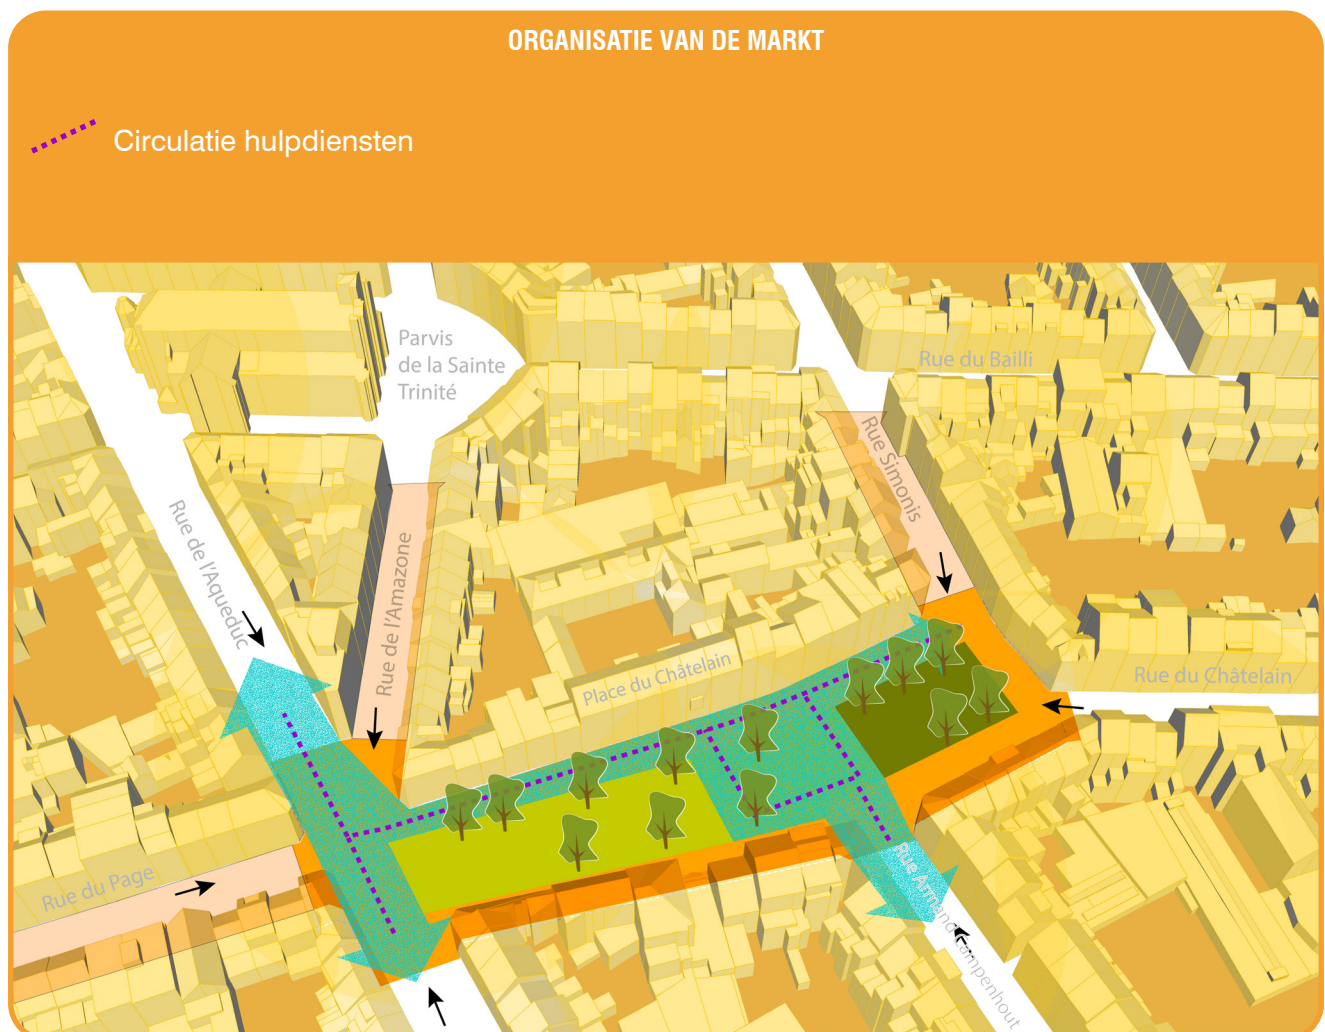 ORGANISATIE VAN DE MARKT
Circulatie hulpdiensten
Parvis
de la Sainte
Trinité
Rue du Bailli
Rue Simonis
Rue de l'Aqueduc
Rue de l'Amazone
Place du Châtelain
Rue du Châtelain
Rue du Page
Rue Armand Campenhout